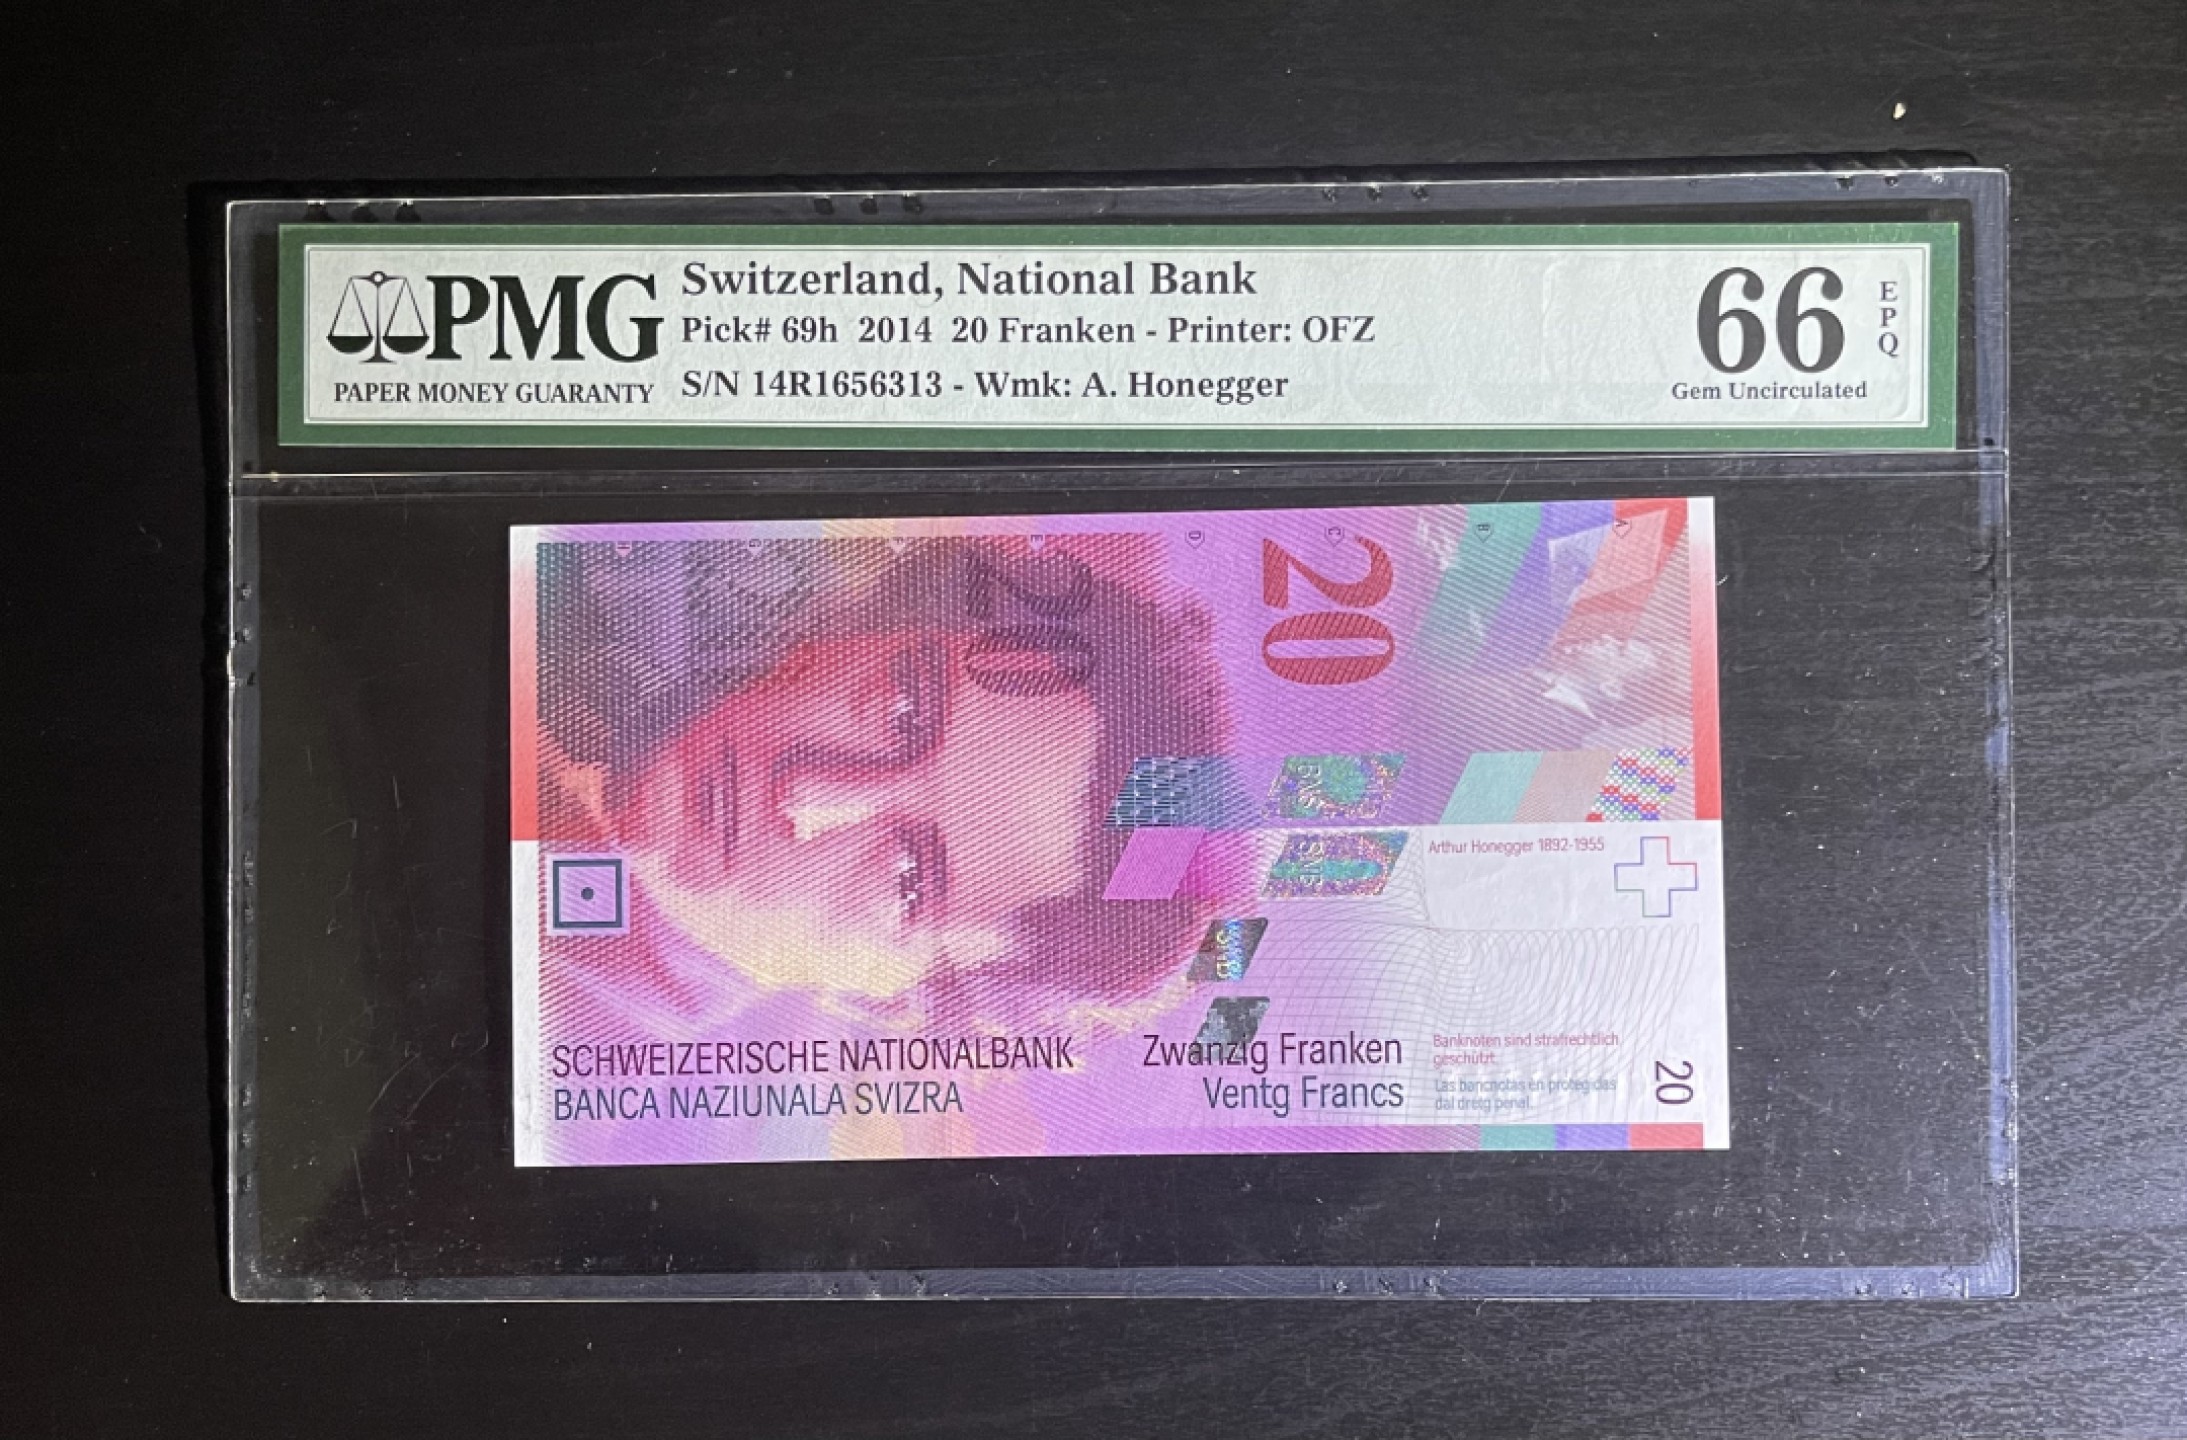 PMG
PAPER MONEY GUARANTY
Switzerland, National Bank
Pick# 69h 2014 20 Franken - Printer: OFZ
S/N 14R1656313 - Wmk: A. Honegger
66
EPQ
Gem Uncirculated
H G F E D C B A
20
20
Arthur Honegger 1892-1955
SNB
SCHWEIZERISCHE NATIONALBANK
BANCA NAZIUNALA SVIZRA
Zwanzig Franken
Ventg Francs
Banknoten sind strafrechtlich
geschützt.
Las bancnotas èn protegidas
dal dretg penal.
20